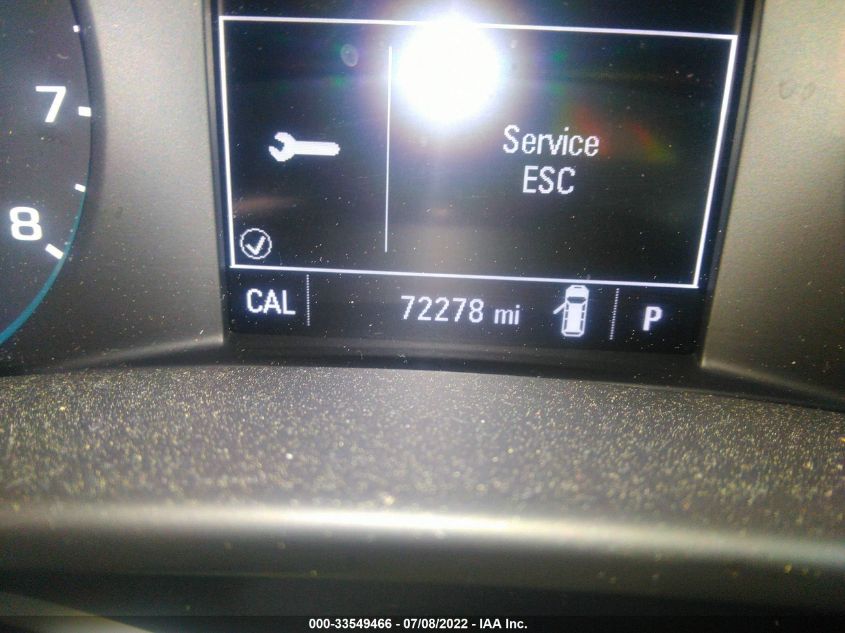 7
8
Service
ESC
CAL 72278 mi P
000-33549466 - 07/08/2022 - IAA Inc.